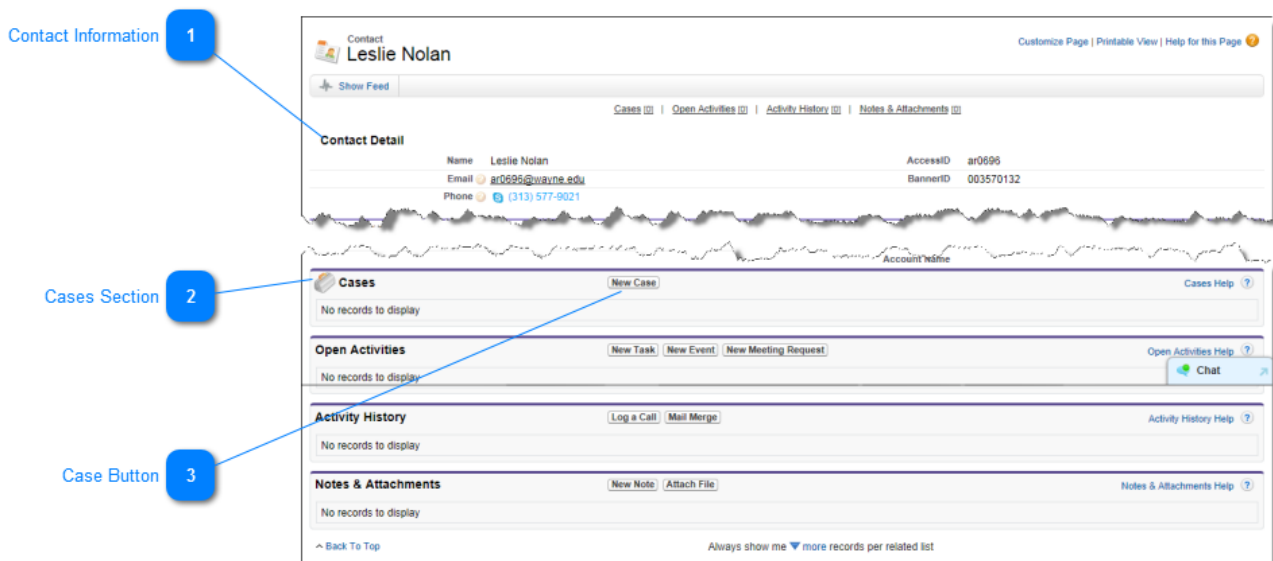 Contact Information 1
Contact
Leslie Nolan
Customize Page | Printable View | Help for this Page ?
Show Feed
Cases [0] | Open Activities [0] | Activity History [0] | Notes & Attachments [0]
Contact Detail
Name Leslie Nolan AccessID ar0696
Email ar0696@wayne.edu BannerID 003570132
Phone (313) 577-9021
Account Name
Cases Section 2
Cases New Case Cases Help ?
No records to display
Open Activities New Task New Event New Meeting Request Open Activities Help ?
No records to display
Chat
Activity History Log a Call Mail Merge Activity History Help ?
No records to display
Case Button 3
Notes & Attachments New Note Attach File Notes & Attachments Help ?
No records to display
Back To Top Always show me more records per related list